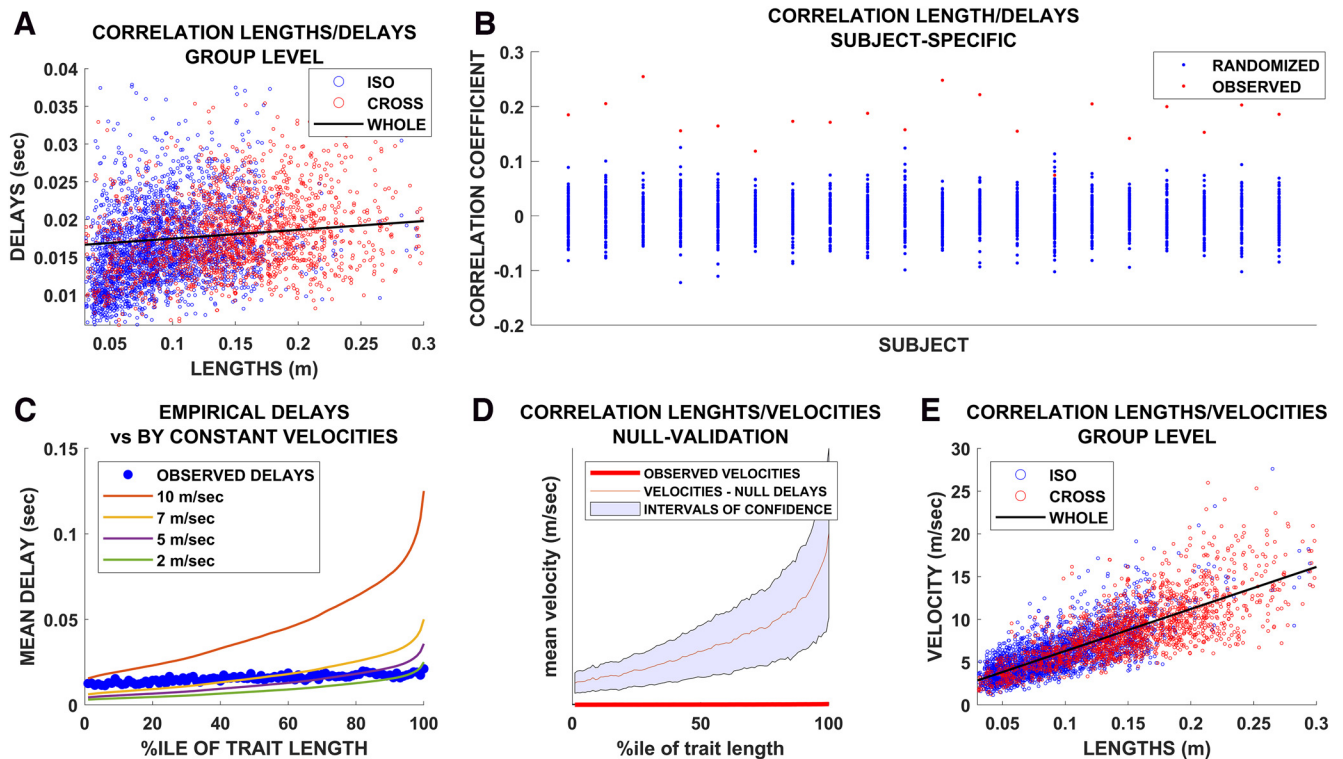 A
CORRELATION LENGTHS/DELAYS
GROUP LEVEL
0.04
0.035
0.03
0.025
0.02
0.015
0.01
DELAYS (sec)
ISO
CROSS
WHOLE
0.05
0.1
0.15
0.2
0.25
0.3
LENGTHS (m)
B
CORRELATION LENGTH/DELAYS
SUBJECT-SPECIFIC
CORRELATION COEFFICIENT
0.3
0.2
0.1
0
-0.1
-0.2
RANDOMIZED
OBSERVED
SUBJECT
C
EMPIRICAL DELAYS
vs BY CONSTANT VELOCITIES
MEAN DELAY (sec)
0.15
0.1
0.05
0
OBSERVED DELAYS
10 m/sec
7 m/sec
5 m/sec
2 m/sec
0
20
40
60
80
100
%ILE OF TRAIT LENGTH
D
CORRELATION LENGHTS/VELOCITIES
NULL-VALIDATION
mean velocity (m/sec)
OBSERVED VELOCITIES
VELOCITIES - NULL DELAYS
INTERVALS OF CONFIDENCE
0
50
100
%ile of trait length
E
CORRELATION LENGTHS/VELOCITIES
GROUP LEVEL
VELOCITY (m/sec)
30
25
20
15
10
5
0
ISO
CROSS
WHOLE
0.05
0.1
0.15
0.2
0.25
0.3
LENGTHS (m)